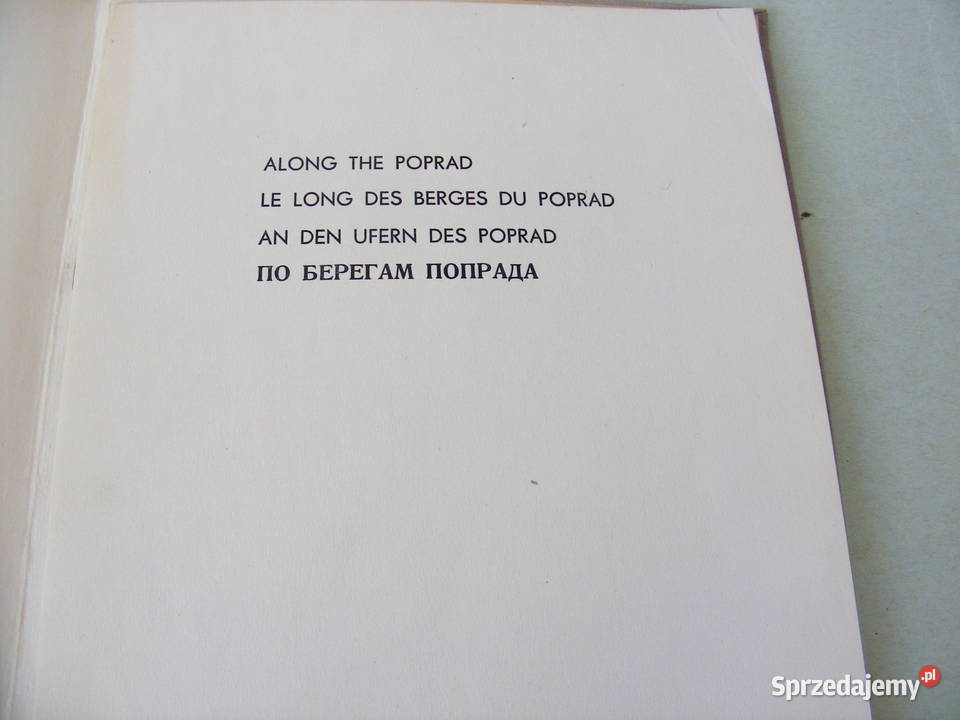 ALONG THE POPRAD
LE LONG DES BERGES DU POPRAD
AN DEN UFERN DES POPRAD
ПО БЕРЕГАМ ПОПРАДА
Sprzedajemy.pl